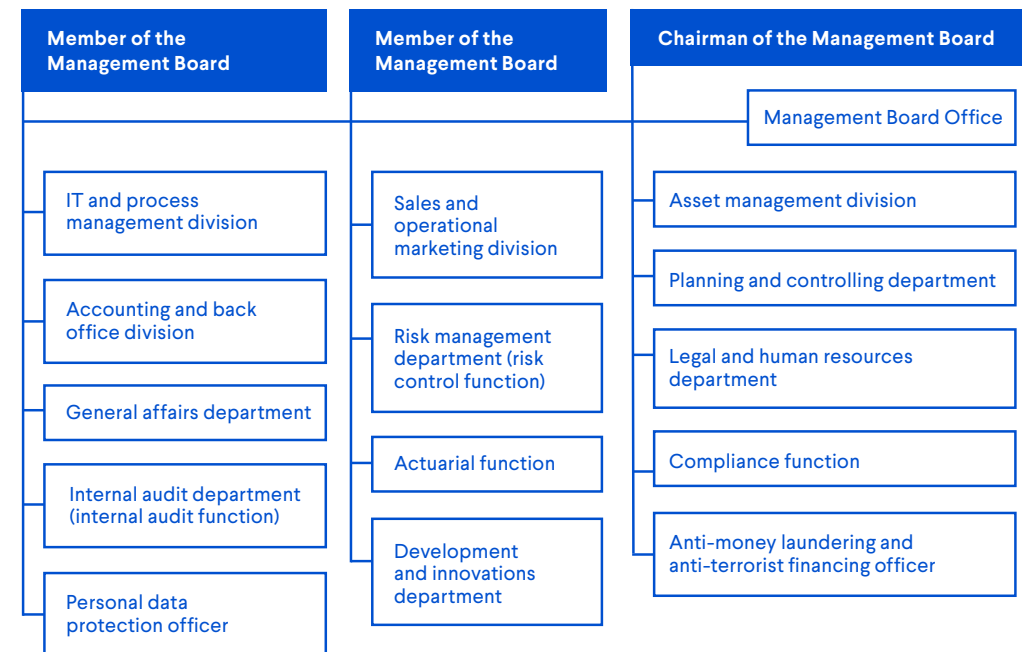 Member of the
Management Board
Member of the
Management Board
Chairman of the Management Board
Management Board Office
IT and process
management division
Accounting and back
office division
General affairs department
Internal audit department
(internal audit function)
Personal data
protection officer
Sales and
operational
marketing division
Risk management
department (risk
control function)
Actuarial function
Development
and innovations
department
Asset management division
Planning and controlling department
Legal and human resources
department
Compliance function
Anti-money laundering and
anti-terrorist financing officer